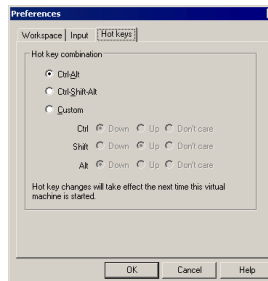 Preferences
Workspace Input Hot keys
Hot key combination
Ctrl-Alt
Ctrl-Shift-Alt
Custom
Ctrl Down Up Don't care
Shift Down Up Don't care
Alt Down Up Don't care
Hot key changes will take effect the next time this virtual
machine is started.
OK Cancel Help